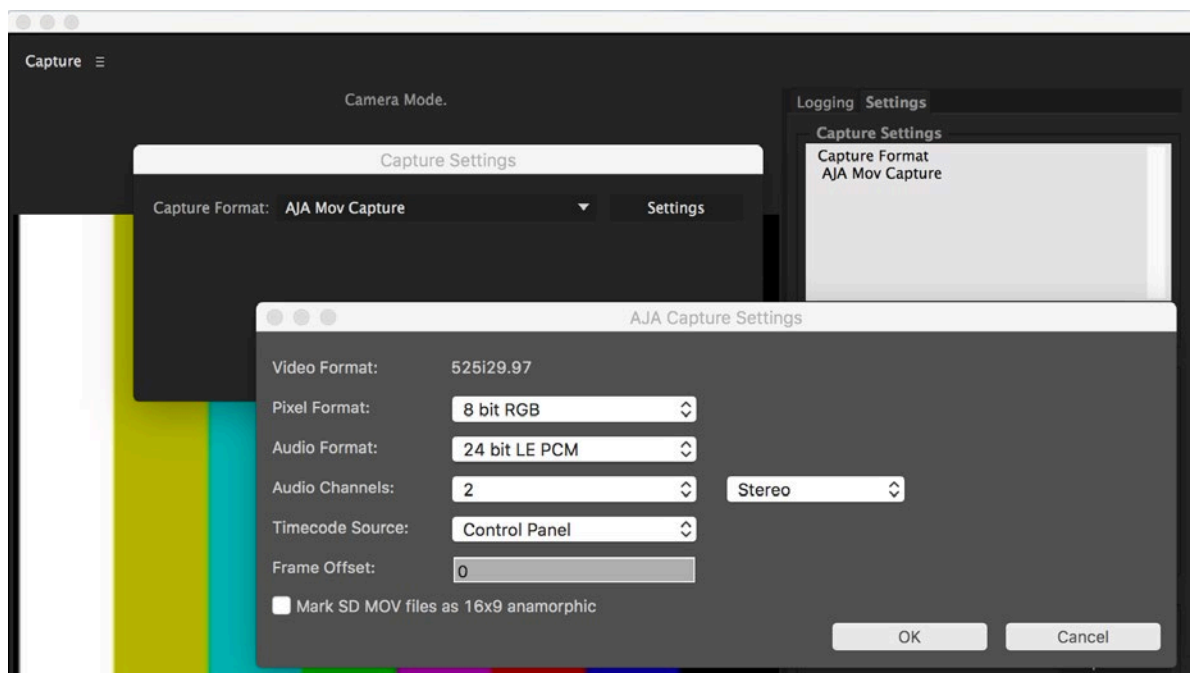 Capture
Camera Mode.
Logging Settings
Capture Settings
Capture Format
AJA Mov Capture
Capture Settings
Capture Format: AJA Mov Capture Settings
AJA Capture Settings
Video Format: 525i29.97
Pixel Format: 8 bit RGB
Audio Format: 24 bit LE PCM
Audio Channels: 2 Stereo
Timecode Source: Control Panel
Frame Offset: 0
Mark SD MOV files as 16x9 anamorphic
OK Cancel